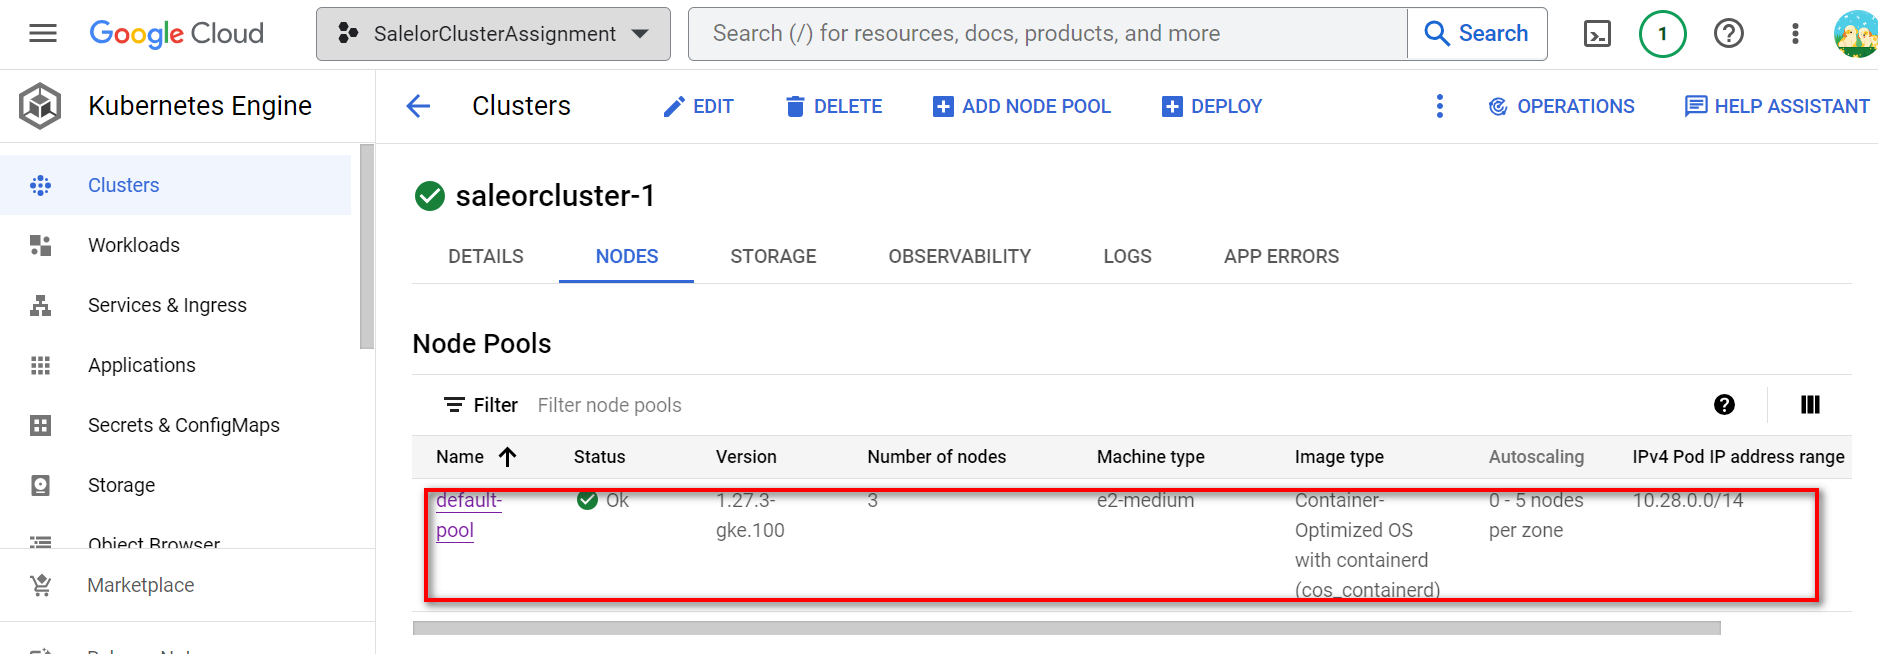 Google Cloud
SalelorClusterAssignment
Search (/) for resources, docs, products, and more
Search
1
Kubernetes Engine
Clusters
EDIT
DELETE
ADD NODE POOL
DEPLOY
OPERATIONS
HELP ASSISTANT
Clusters
Workloads
Services & Ingress
Applications
Secrets & ConfigMaps
Storage
Object Browser
Marketplace
saleorcluster-1
DETAILS
NODES
STORAGE
OBSERVABILITY
LOGS
APP ERRORS
Node Pools
Filter
Filter node pools
Name
Status
Version
Number of nodes
Machine type
Image type
Autoscaling
IPv4 Pod IP address range
default-
pool
Ok
1.27.3-
gke.100
3
e2-medium
Container-
Optimized OS
with containerd
(cos_containerd)
0 - 5 nodes
per zone
10.28.0.0/14